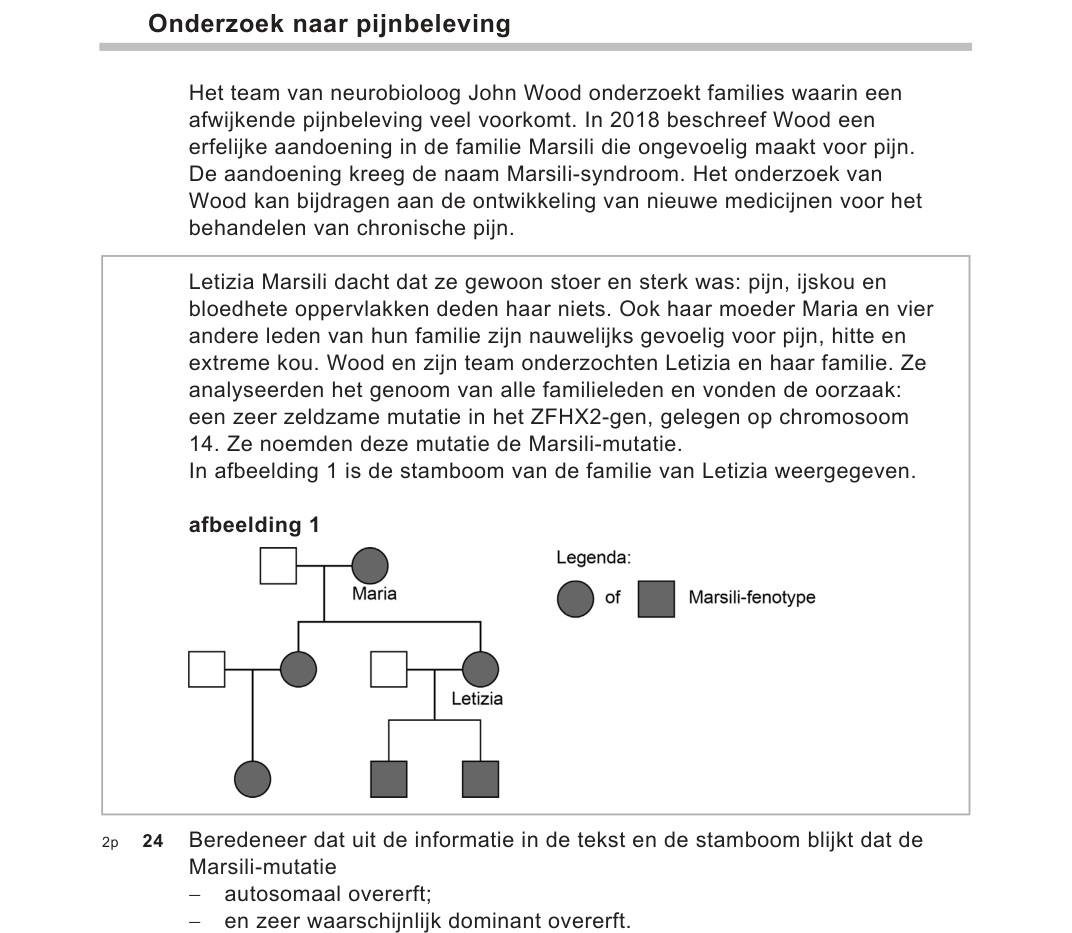 Onderzoek naar pijnbeleving
Het team van neurobioloog John Wood onderzoekt families waarin een
afwijkende pijnbeleving veel voorkomt. In 2018 beschreef Wood een
erfelijke aandoening in de familie Marsili die ongevoelig maakt voor pijn.
De aandoening kreeg de naam Marsili-syndroom. Het onderzoek van
Wood kan bijdragen aan de ontwikkeling van nieuwe medicijnen voor het
behandelen van chronische pijn.
Letizia Marsili dacht dat ze gewoon stoer en sterk was: pijn, ijskou en
bloedhete oppervlakken deden haar niets. Ook haar moeder Maria en vier
andere leden van hun familie zijn nauwelijks gevoelig voor pijn, hitte en
extreme kou. Wood en zijn team onderzochten Letizia en haar familie. Ze
analyseerden het genoom van alle familieleden en vonden de oorzaak:
een zeer zeldzame mutatie in het ZFHX2-gen, gelegen op chromosoom
14. Ze noemden deze mutatie de Marsili-mutatie.
In afbeelding 1 is de stamboom van de familie van Letizia weergegeven.
afbeelding 1
Maria
Letizia
Legenda:
of Marsili-fenotype
2p 24 Beredeneer dat uit de informatie in de tekst en de stamboom blijkt dat de
Marsili-mutatie
– autosomaal overerft;
– en zeer waarschijnlijk dominant overerft.